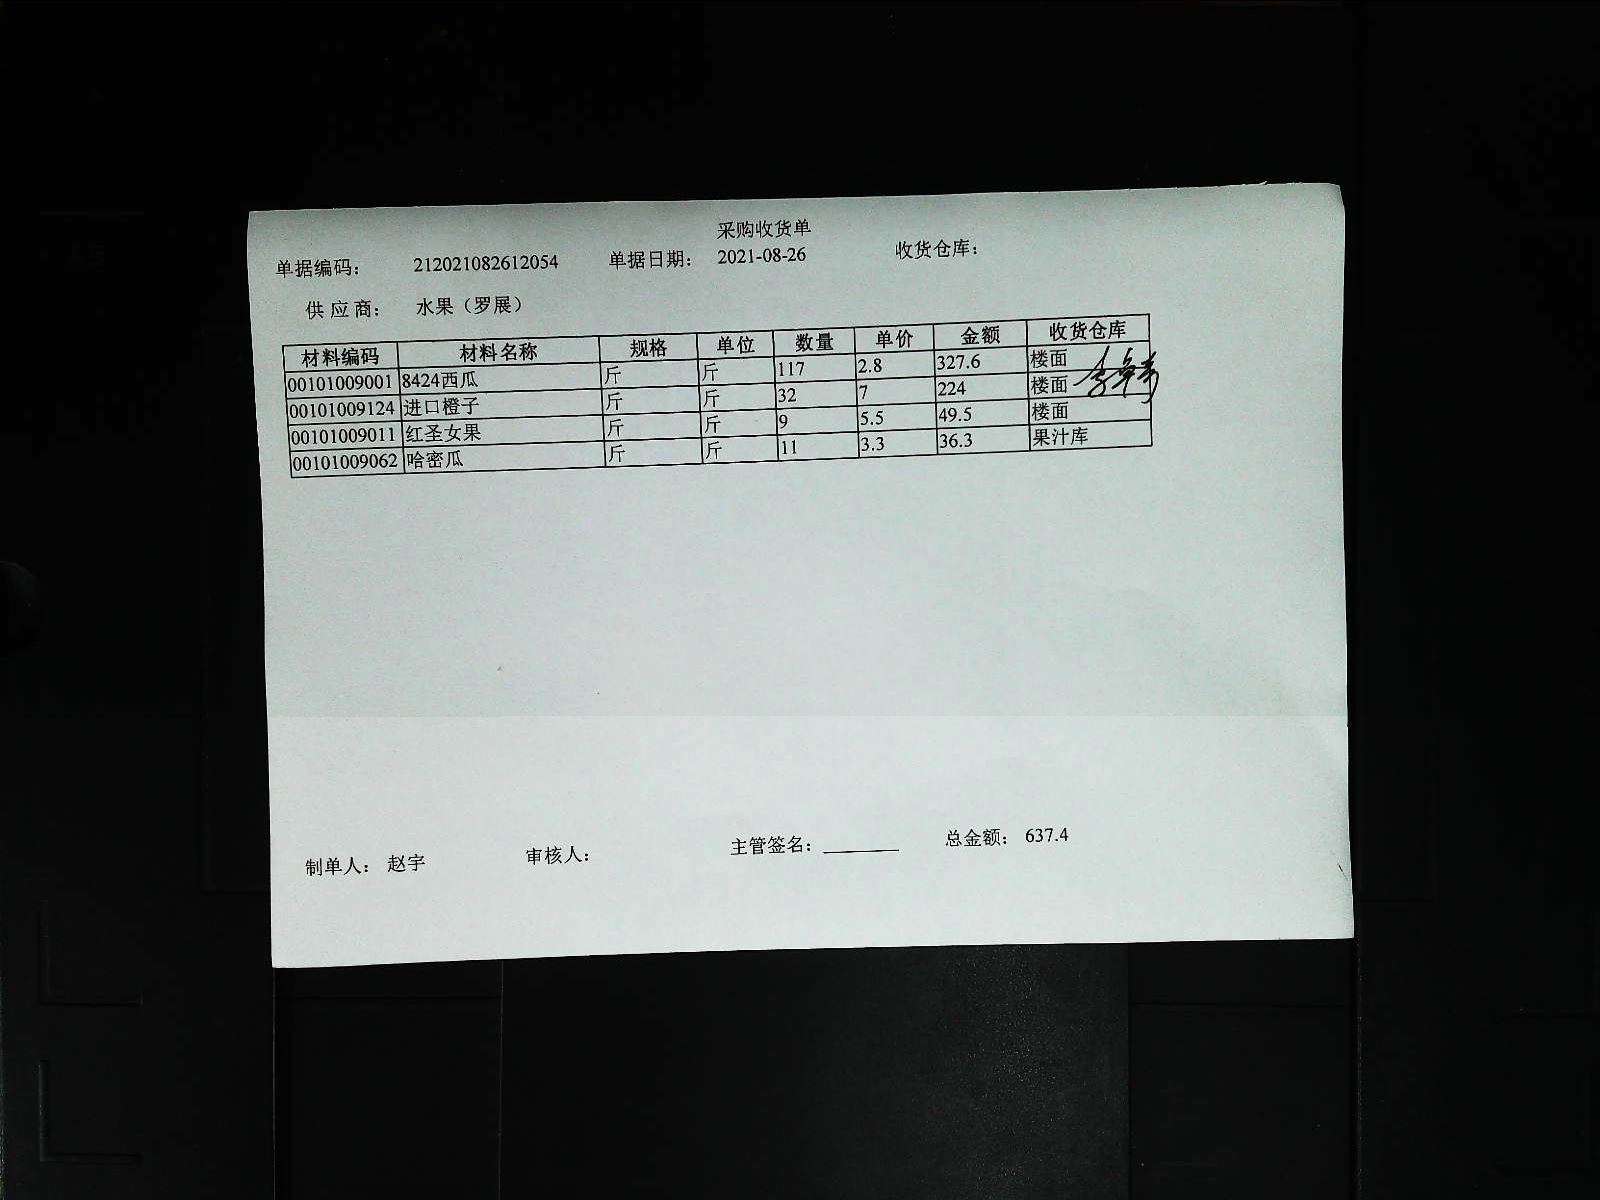 采购收货单
单据编码： 212021082612054 单据日期： 2021-08-26 收货仓库：
供应商： 水果（罗展）
材料编码 材料名称 规格 单位 数量 单价 金额 收货仓库
00101009001 8424西瓜 斤 斤 117 2.8 327.6 楼面
00101009124 进口橙子 斤 斤 32 7 224 楼面
00101009011 红圣女果 斤 斤 9 5.5 49.5 楼面
00101009062 哈密瓜 斤 斤 11 3.3 36.3 果汁库
制单人： 赵宇 审核人： 主管签名： 总金额： 637.4